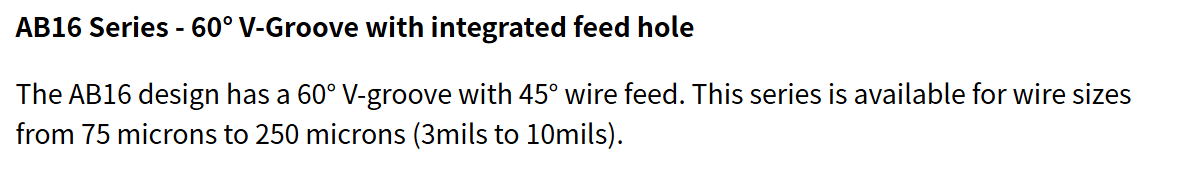 AB16 Series - 60° V-Groove with integrated feed hole
The AB16 design has a 60° V-groove with 45° wire feed. This series is available for wire sizes
from 75 microns to 250 microns (3mils to 10mils).